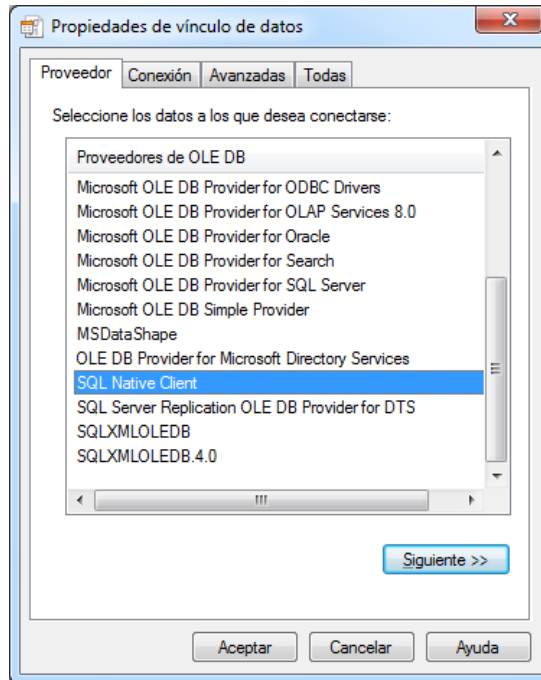 Propiedades de vínculo de datos
Proveedor Conexión Avanzadas Todas
Seleccione los datos a los que desea conectarse:
Proveedores de OLE DB
Microsoft OLE DB Provider for ODBC Drivers
Microsoft OLE DB Provider for OLAP Services 8.0
Microsoft OLE DB Provider for Oracle
Microsoft OLE DB Provider for Search
Microsoft OLE DB Provider for SQL Server
Microsoft OLE DB Simple Provider
MSDataShape
OLE DB Provider for Microsoft Directory Services
SQL Native Client
SQL Server Replication OLE DB Provider for DTS
SQLXMLOLEDB
SQLXMLOLEDB.4.0
Siguiente >>
Aceptar Cancelar Ayuda